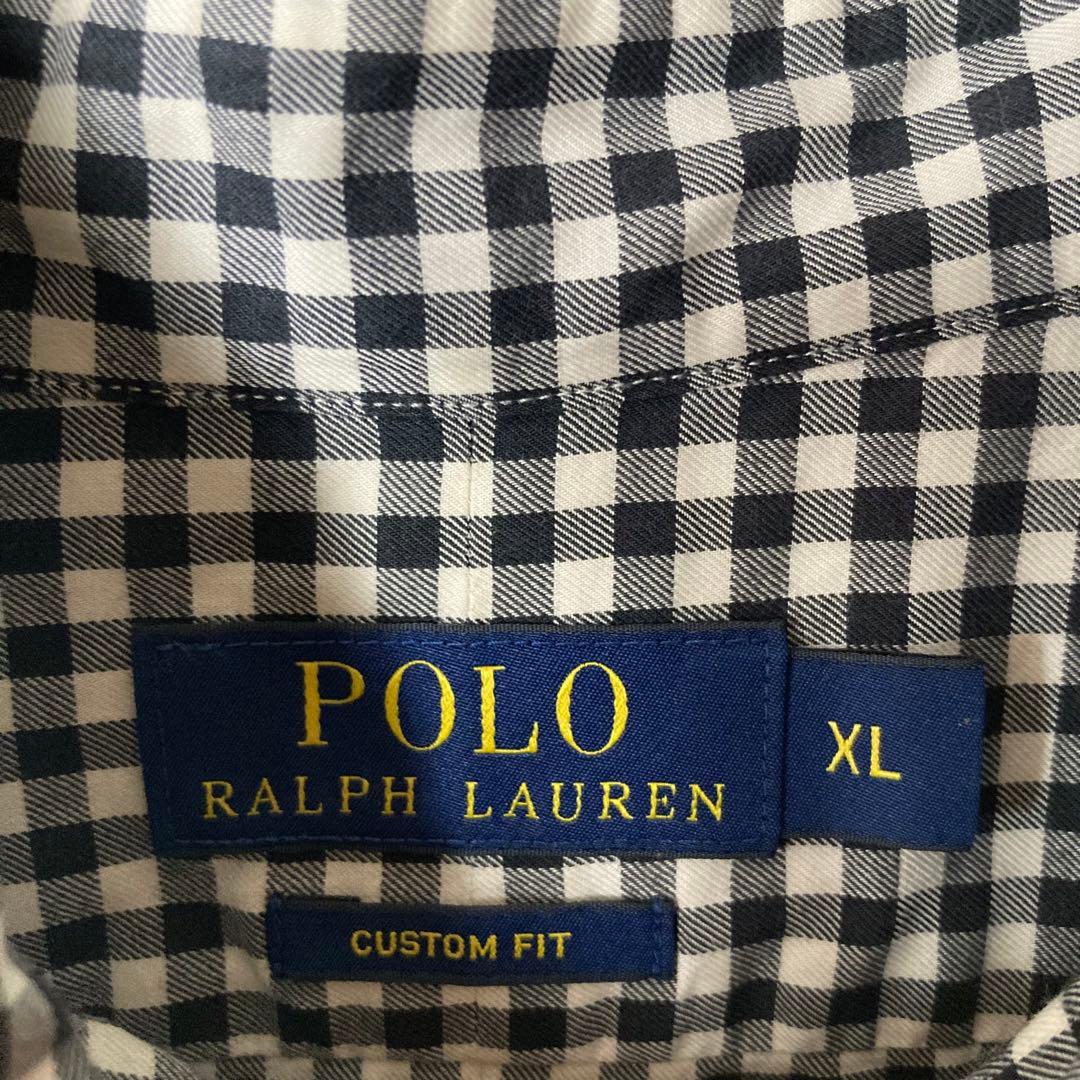 POLO
RALPH LAUREN
XL
CUSTOM FIT